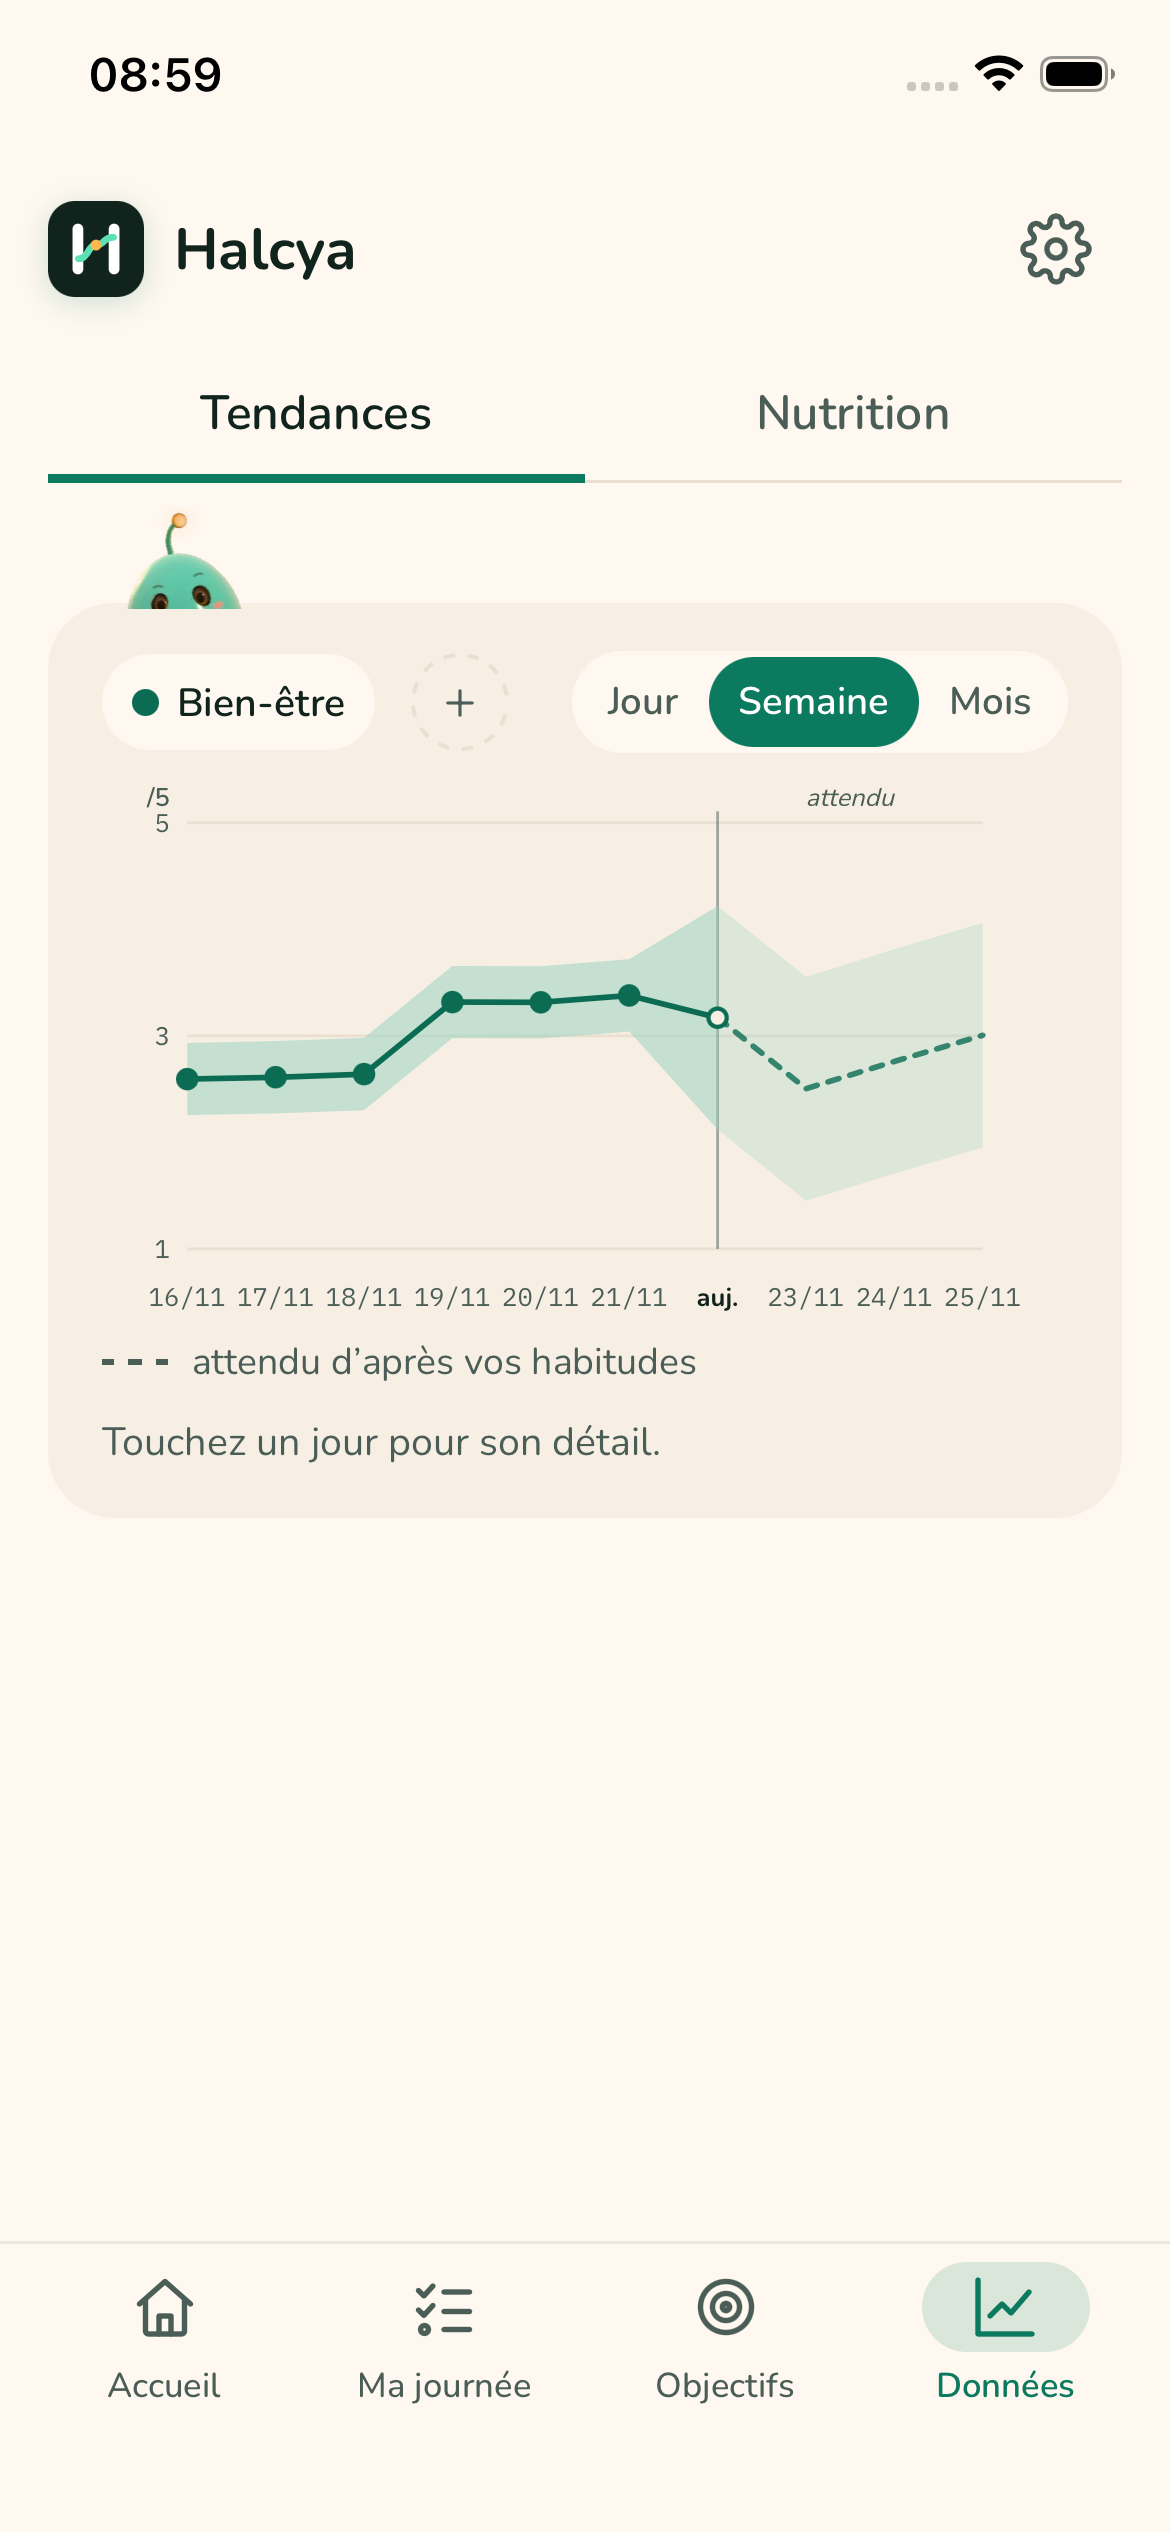 08:59
Halcya
Tendances
Nutrition
Bien-être
+
Jour
Semaine
Mois
/5
attendu
5
3
1
16/11 17/11 18/11 19/11 20/11 21/11 auj. 23/11 24/11 25/11
attendu d’après vos habitudes
Touchez un jour pour son détail.
Accueil
Ma journée
Objectifs
Données